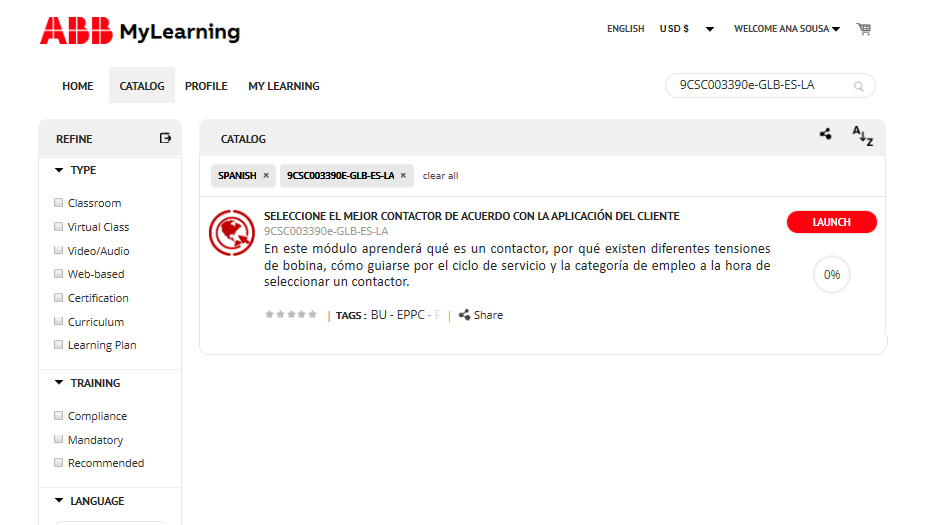 ABB MyLearning
ENGLISH USD $ WELCOME ANA SOUSA
HOME CATALOG PROFILE MY LEARNING
9CSC003390e-GLB-ES-LA
REFINE
TYPE
Classroom
Virtual Class
Video/Audio
Web-based
Certification
Curriculum
Learning Plan
TRAINING
Compliance
Mandatory
Recommended
LANGUAGE
CATALOG
A Z
SPANISH × 9CSC003390E-GLB-ES-LA × clear all
SELECCIONE EL MEJOR CONTACTOR DE ACUERDO CON LA APLICACIÓN DEL CLIENTE
9CSC003390e-GLB-ES-LA
En este módulo aprenderá qué es un contactor, por qué existen diferentes tensiones
de bobina, cómo guiarse por el ciclo de servicio y la categoría de empleo a la hora de
seleccionar un contactor.
| TAGS : BU - EPPC - | Share
LAUNCH
0%